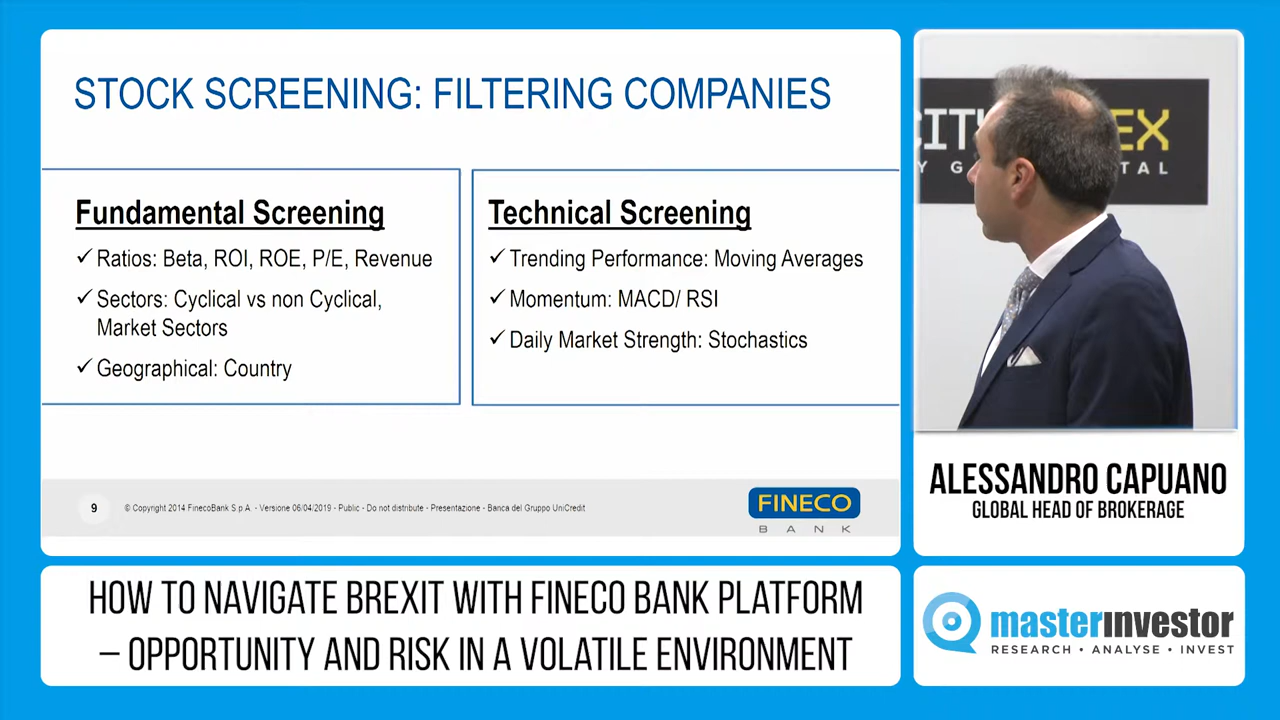 STOCK SCREENING: FILTERING COMPANIES
Fundamental Screening
✓ Ratios: Beta, ROI, ROE, P/E, Revenue
✓ Sectors: Cyclical vs non Cyclical,
Market Sectors
✓ Geographical: Country
Technical Screening
✓ Trending Performance: Moving Averages
✓ Momentum: MACD/ RSI
✓ Daily Market Strength: Stochastics
9
© Copyright 2014 FinecoBank S.p.A. - Versione 06/04/2019 - Public - Do not distribute - Presentazione - Banca del Gruppo UniCredit
FINECO
BANK
ALESSANDRO CAPUANO
GLOBAL HEAD OF BROKERAGE
HOW TO NAVIGATE BREXIT WITH FINECO BANK PLATFORM
– OPPORTUNITY AND RISK IN A VOLATILE ENVIRONMENT
masterinvestor
RESEARCH • ANALYSE • INVEST